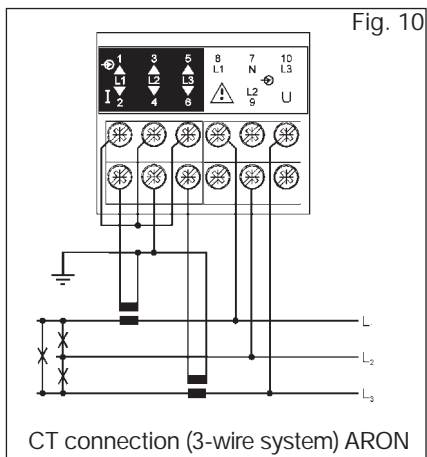 Fig. 10
1 3 5 8 7 10
L1 N L3
L1 L2 L3
I L2 U
2 4 6 9
L
L2
L3
CT connection (3-wire system) ARON